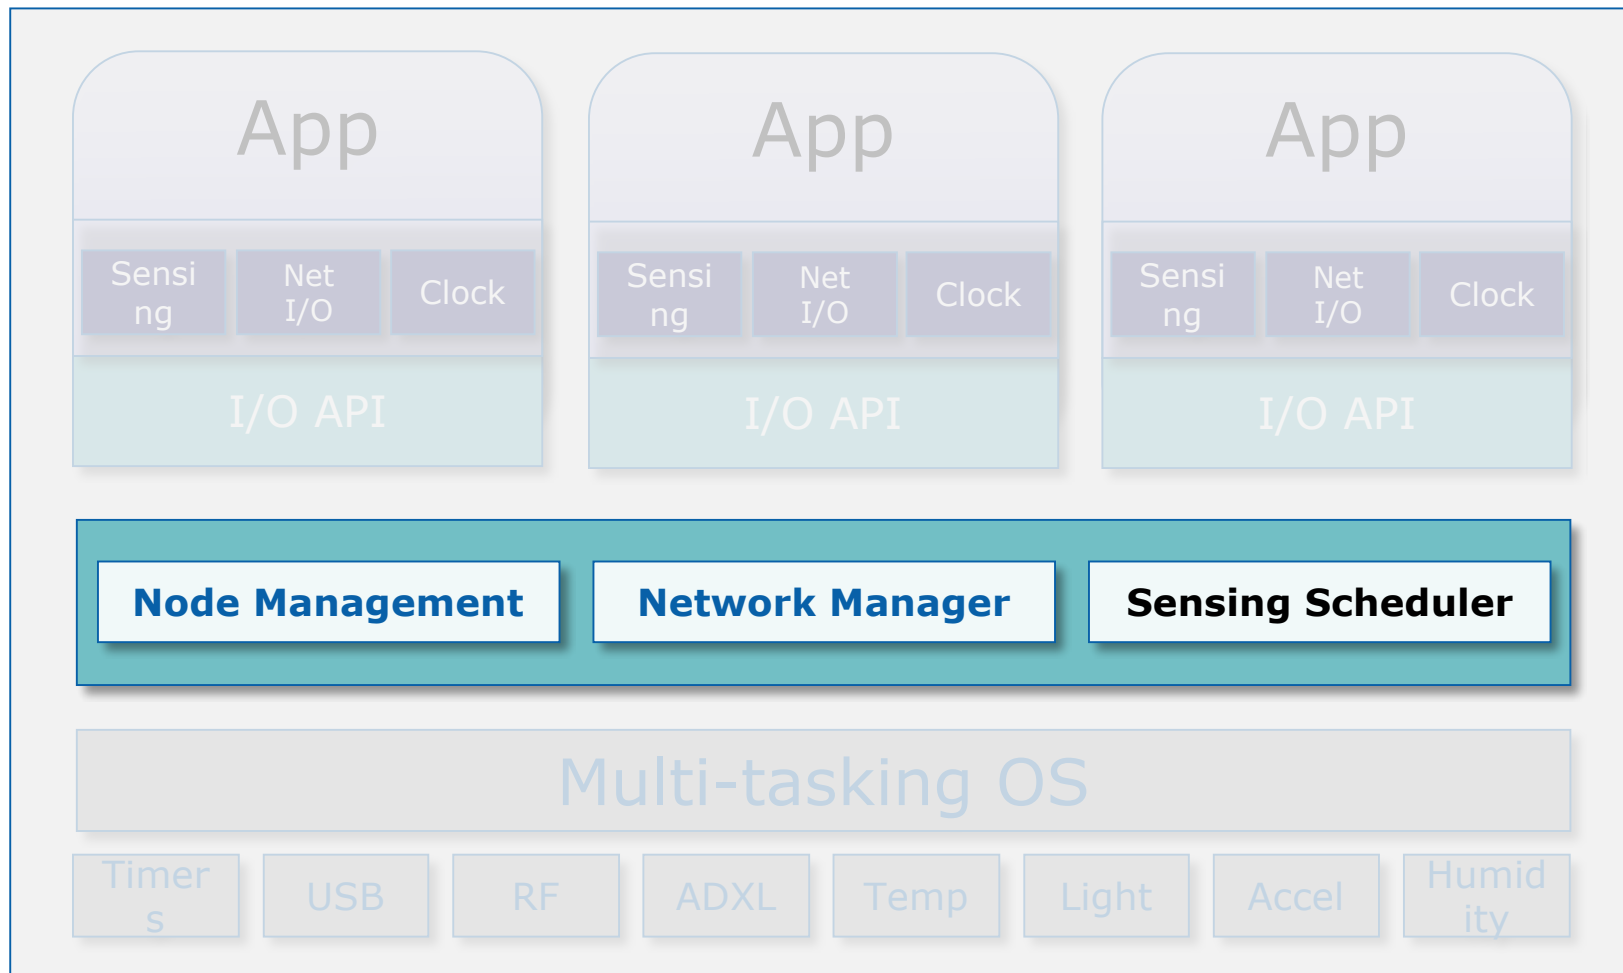 App
App
App
Sensi
ng
Net
I/O
Clock
Sensi
ng
Net
I/O
Clock
Sensi
ng
Net
I/O
Clock
I/O API
I/O API
I/O API
Node Management
Network Manager
Sensing Scheduler
Multi-tasking OS
Timer
s
USB
RF
ADXL
Temp
Light
Accel
Humid
ity